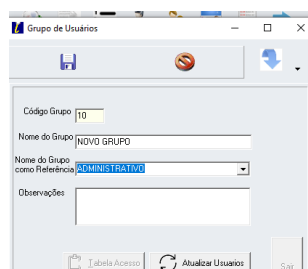 Grupo de Usuários
Código Grupo 10
Nome do Grupo NOVO GRUPO
Nome do Grupo
como Referência ADMINISTRATIVO
Observações
Tabela Acesso Atualizar Usuarios Sair